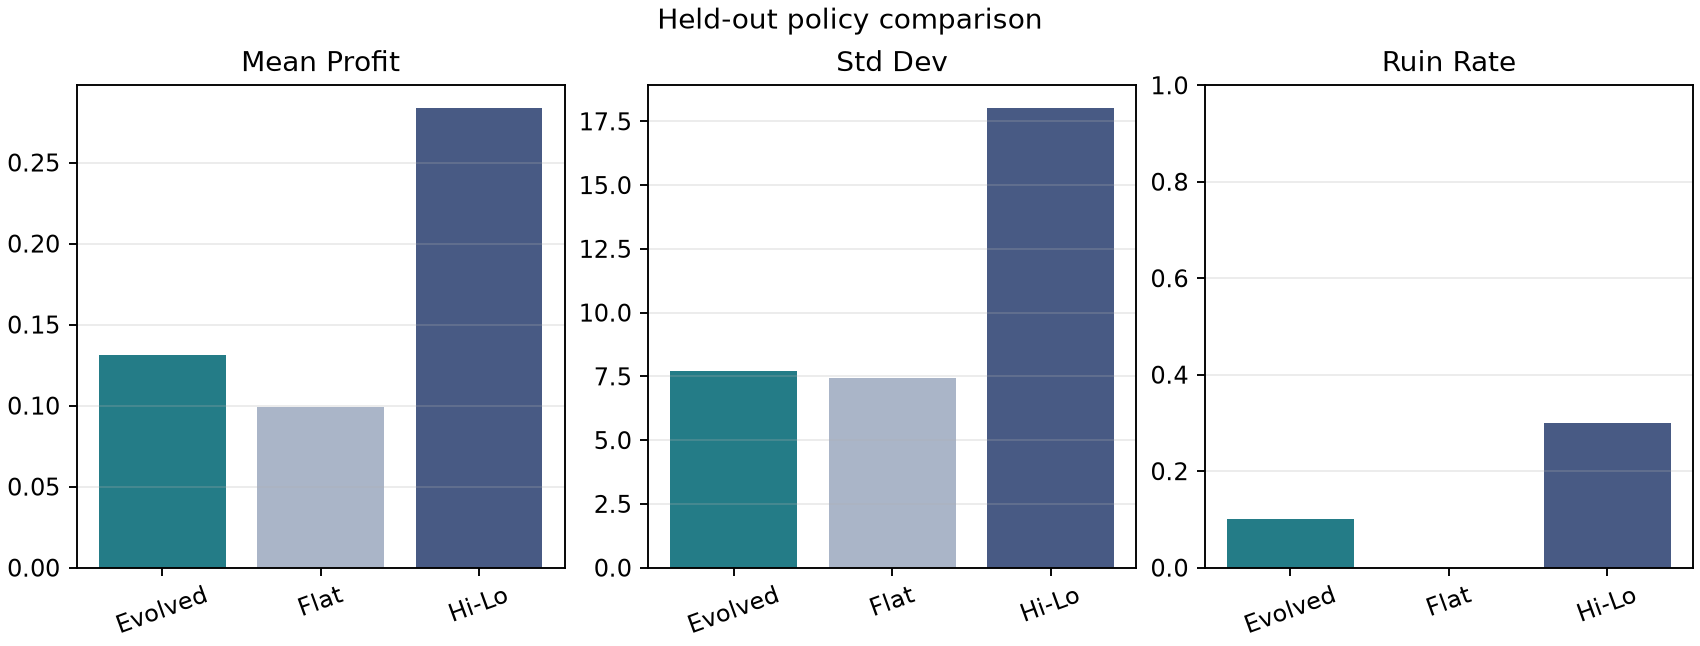 Held-out policy comparison
Mean Profit
0.25
0.20
0.15
0.10
0.05
0.00
Evolved
Flat
Hi-Lo
Std Dev
17.5
15.0
12.5
10.0
7.5
5.0
2.5
0.0
Evolved
Flat
Hi-Lo
Ruin Rate
1.0
0.8
0.6
0.4
0.2
0.0
Evolved
Flat
Hi-Lo